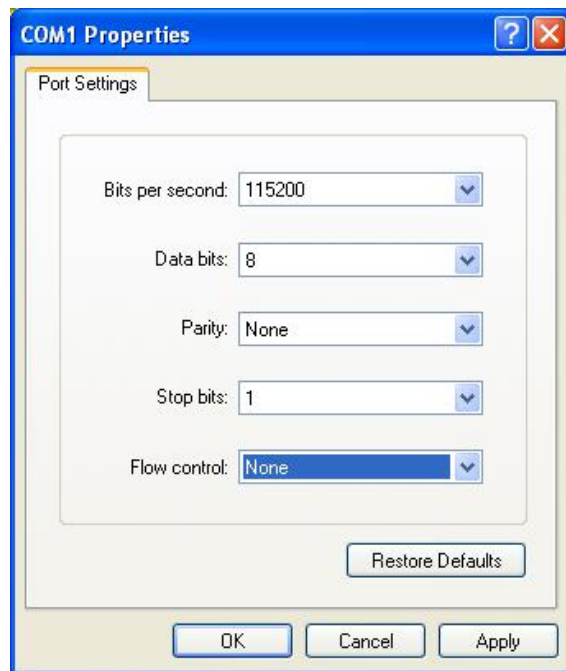 COM1 Properties
Port Settings
Bits per second: 115200
Data bits: 8
Parity: None
Stop bits: 1
Flow control: None
Restore Defaults
OK Cancel Apply